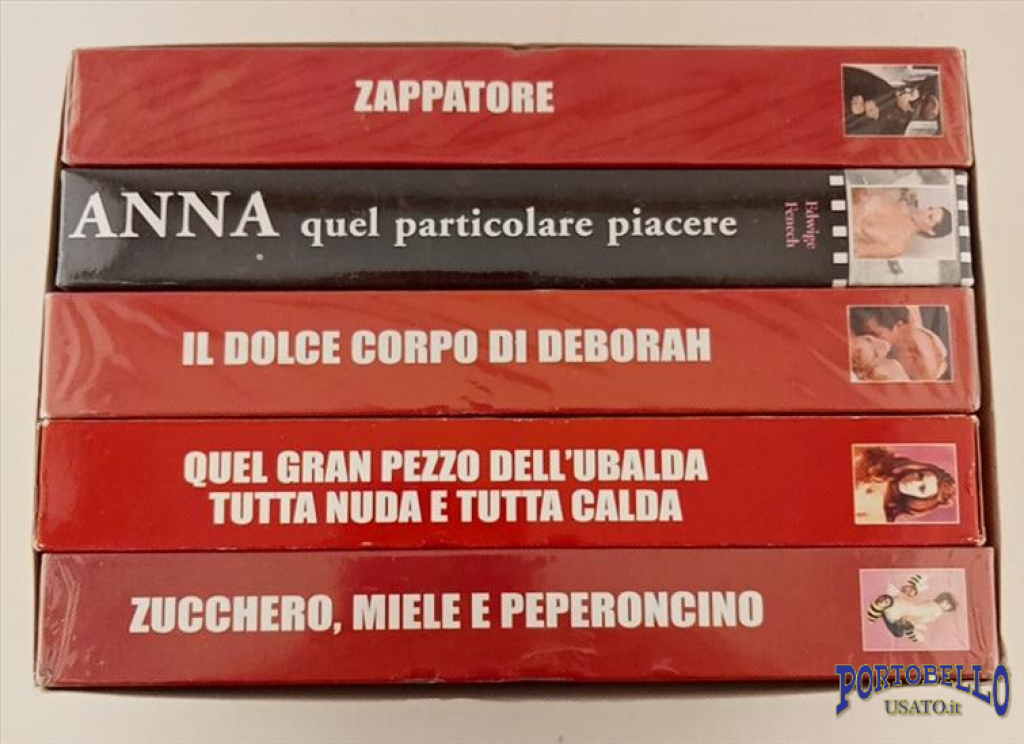 ZAPPATORE
ANNA quel particolare piacere
Edwige
Fenech
IL DOLCE CORPO DI DEBORAH
QUEL GRAN PEZZO DELL'UBALDA
TUTTA NUDA E TUTTA CALDA
ZUCCHERO, MIELE E PEPERONCINO
PORTOBELLO
USATO.it